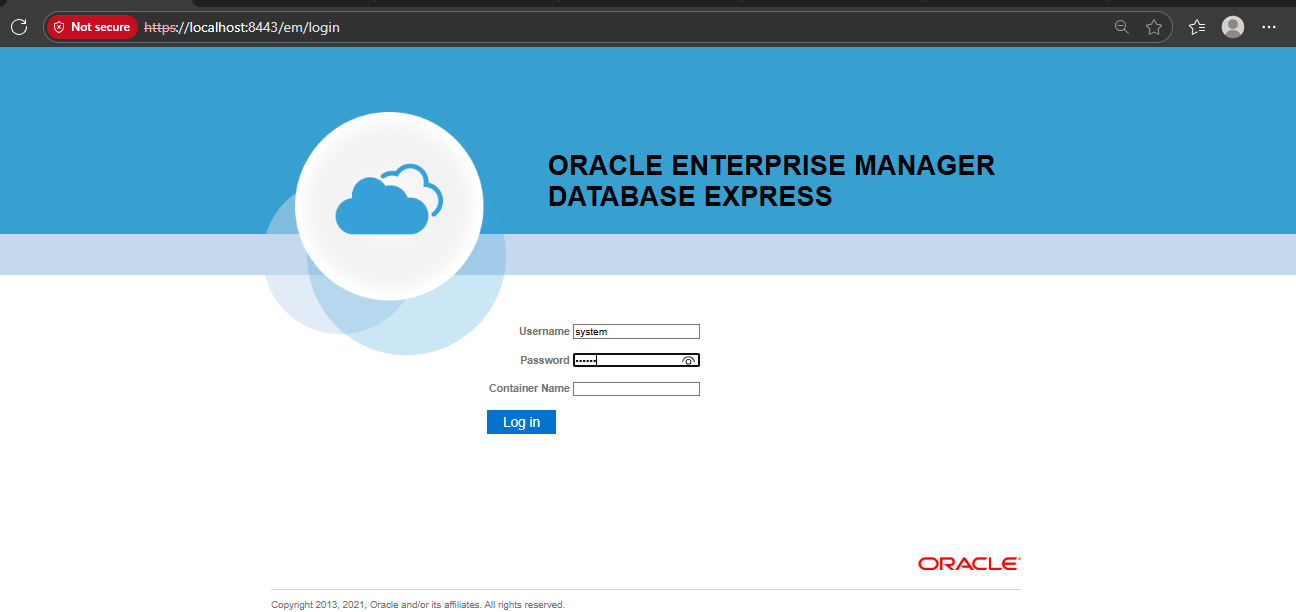 Not secure https://localhost:8443/em/login
ORACLE ENTERPRISE MANAGER
DATABASE EXPRESS
Username system
Password ••••••
Container Name
Log in
ORACLE
Copyright 2013, 2021, Oracle and/or its affiliates. All rights reserved.